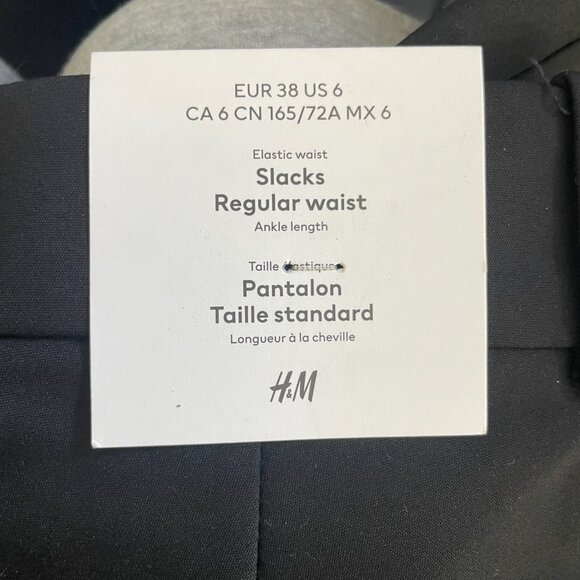 EUR 38 US 6
CA 6 CN 165/72A MX 6
Elastic waist
Slacks
Regular waist
Ankle length
Taille élastique
Pantalon
Taille standard
Longueur à la cheville
H&M